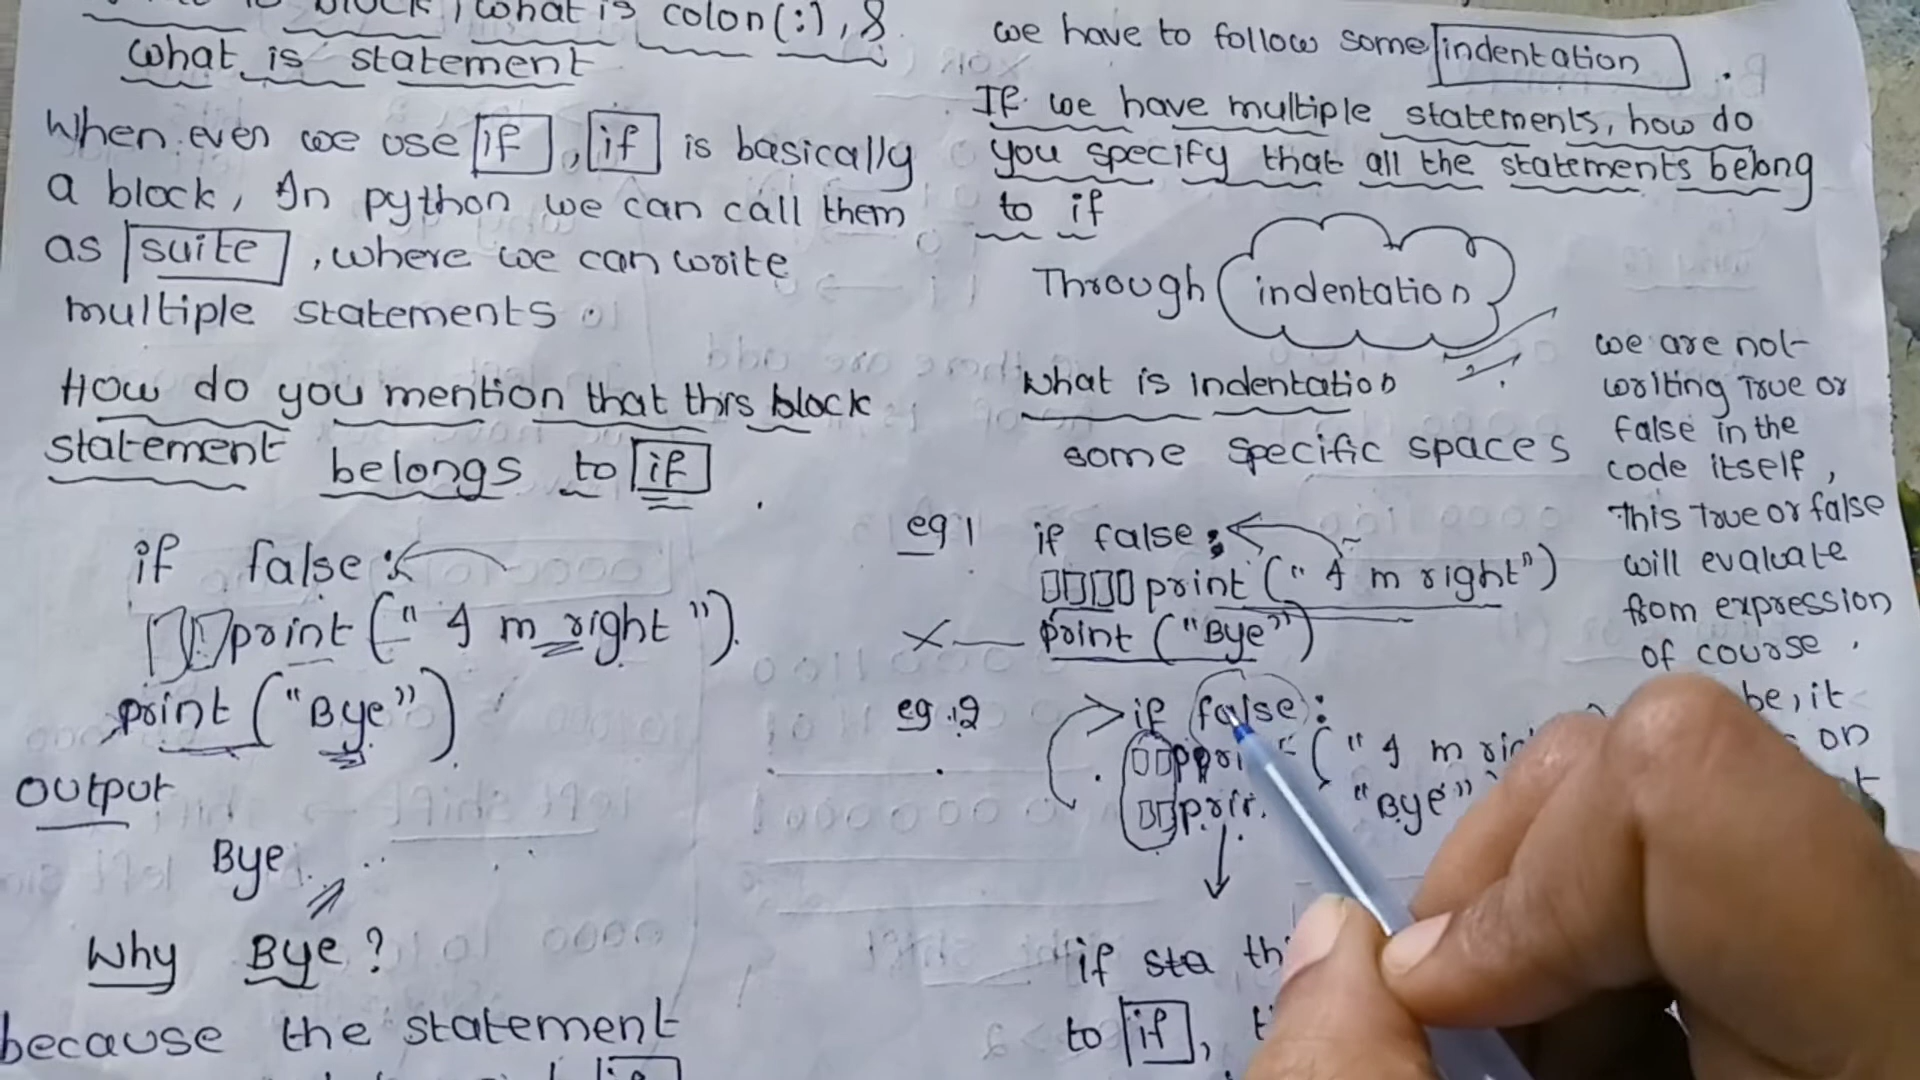 block, what is colon(:), &
what is statement
When even we use if, if is basically
a block, In python we can call them
as suite, where we can write
multiple statements.
How do you mention that this block
statement belongs to if
if false:
print ("I m right")
print ("Bye")
output
Bye
Why Bye?
because the statement
we have to follow some indentation.
If we have multiple statements, how do
you specify that all the statements belong
to if
Through indentation
What is indentation
some specific spaces
eg 1 if false:
print ("I m right")
print ("Bye")
eg. 2 if false:
("I m
"Bye"
if sta
to if,
we are not
writing True or
false in the
code itself,
This True or false
will evaluate
from expression
of course.
be, it
on